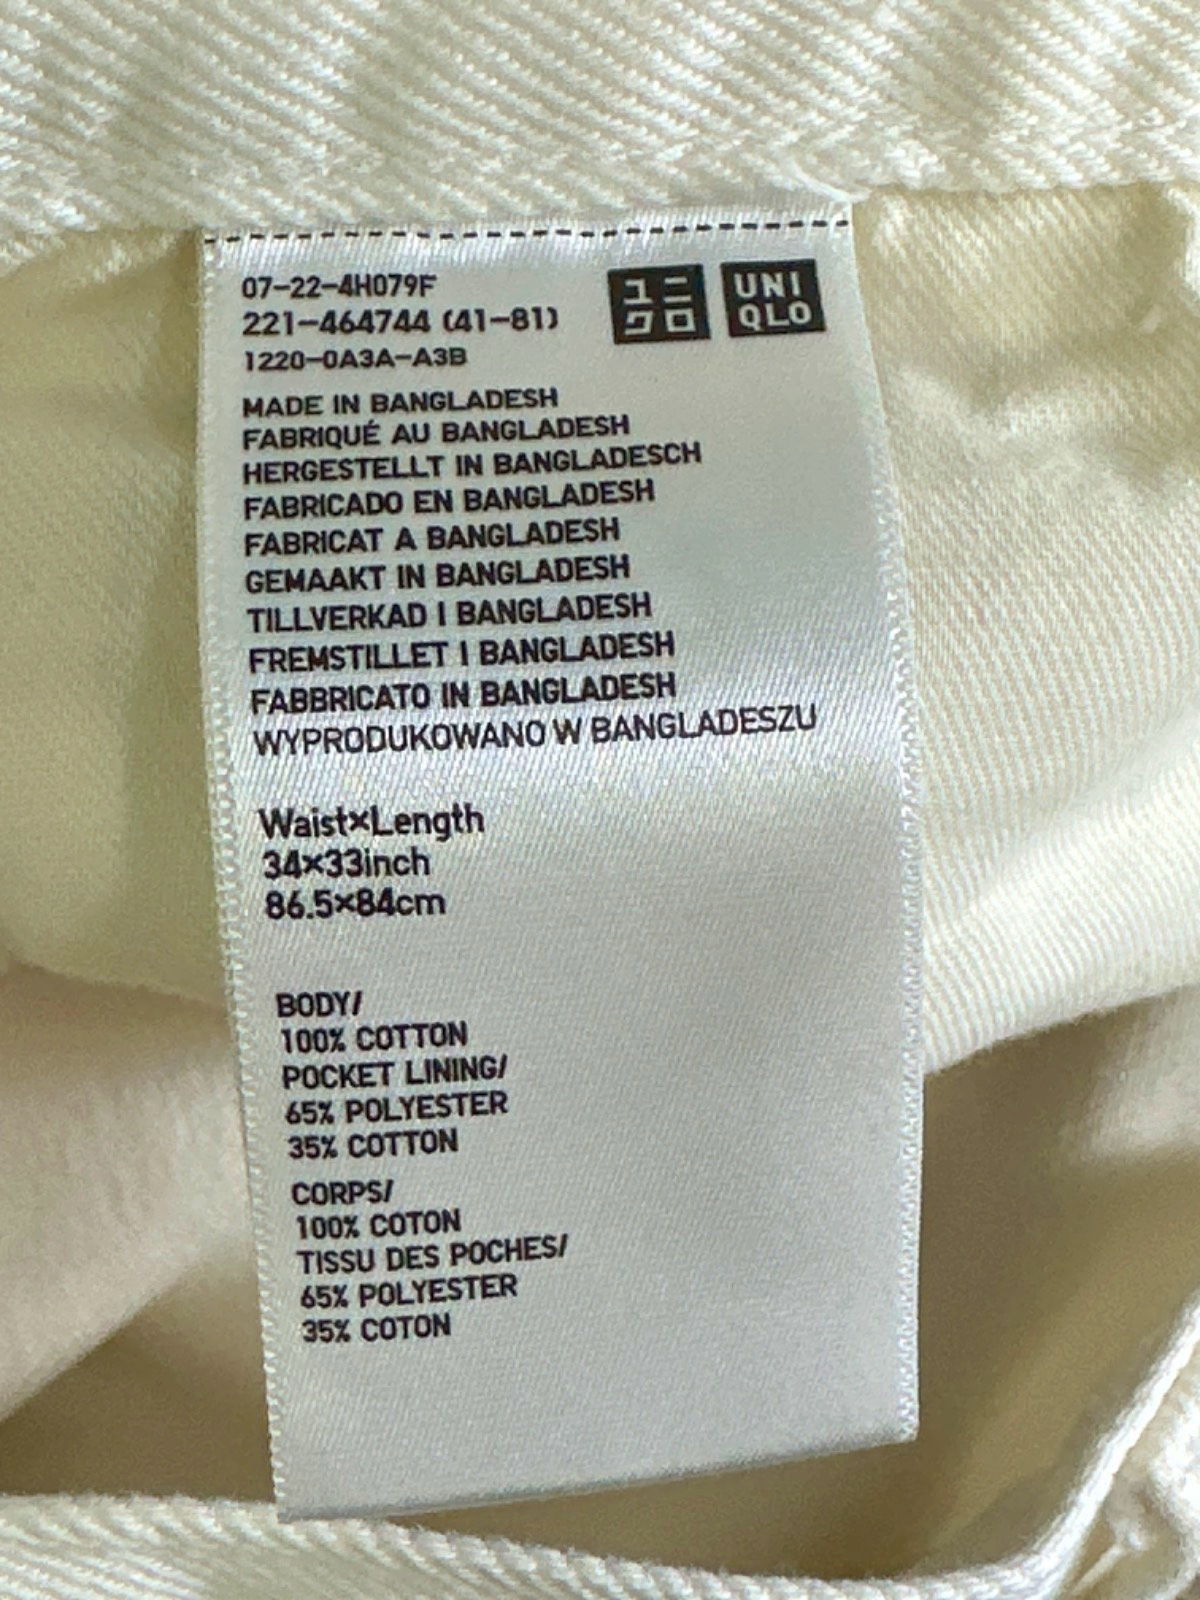 07-22-4H079F
221-464744 (41-81)
1220-0A3A-A3B
ユニ
クロ
UNI
QLO
MADE IN BANGLADESH
FABRIQUÉ AU BANGLADESH
HERGESTELLT IN BANGLADESCH
FABRICADO EN BANGLADESH
FABRICAT A BANGLADESH
GEMAAKT IN BANGLADESH
TILLVERKAD I BANGLADESH
FREMSTILLET I BANGLADESH
FABBRICATO IN BANGLADESH
WYPRODUKOWANO W BANGLADESZU
Waist×Length
34×33inch
86.5×84cm
BODY/
100% COTTON
POCKET LINING/
65% POLYESTER
35% COTTON
CORPS/
100% COTON
TISSU DES POCHES/
65% POLYESTER
35% COTON